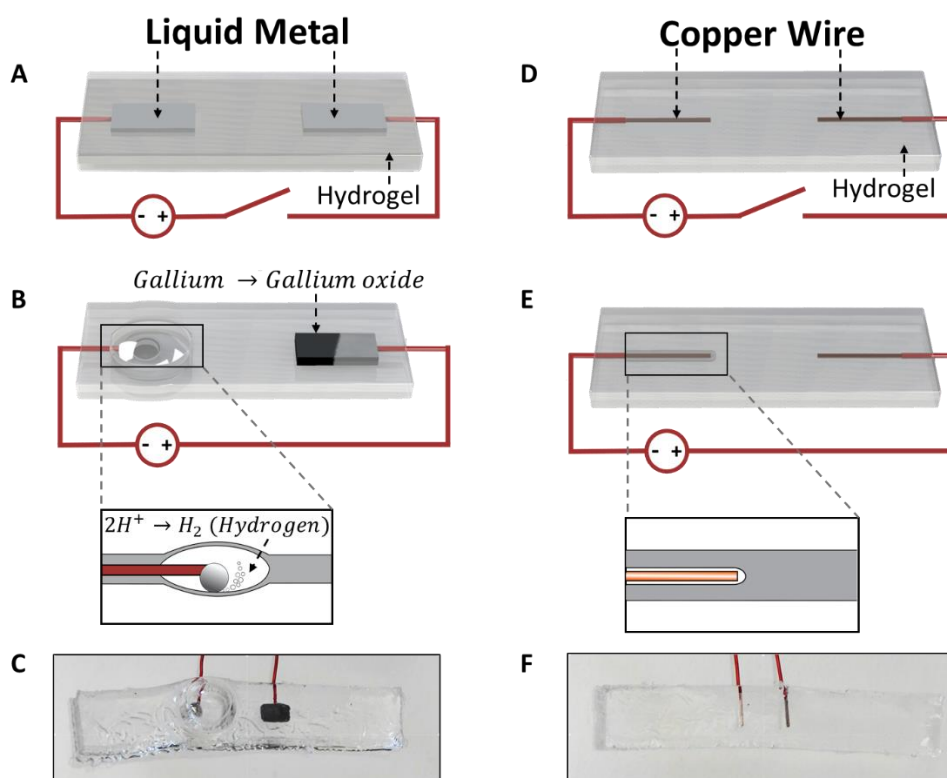 Liquid Metal
Copper Wire
A
Hydrogel
- +
D
Hydrogel
- +
B
Gallium → Gallium oxide
- +
2H⁺ → H₂ (Hydrogen)
E
- +
C
F